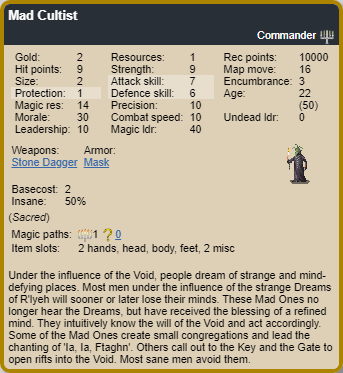 Mad Cultist
Commander
Gold: 2 Resources: 1 Rec points: 10000
Hit points: 9 Strength: 9 Map move: 16
Size: 2 Attack skill: 7 Encumbrance: 3
Protection: 1 Defence skill: 6 Age: 22
Magic res: 14 Precision: 10 (50)
Morale: 30 Combat speed: 10 Undead ldr: 0
Leadership: 10 Magic ldr: 40
Weapons: Armor:
Stone Dagger Mask
Basecost: 2
Insane: 50%
(Sacred)
Magic paths: 1 ? 0
Item slots: 2 hands, head, body, feet, 2 misc
Under the influence of the Void, people dream of strange and mind-
defying places. Most men under the influence of the strange Dreams
of R'lyeh will sooner or later lose their minds. These Mad Ones no
longer hear the Dreams, but have received the blessing of a refined
mind. They intuitively know the will of the Void and act accordingly.
Some of the Mad Ones create small congregations and lead the
chanting of 'Ia, Ia, Ftaghn'. Others call out to the Key and the Gate to
open rifts into the Void. Most sane men avoid them.